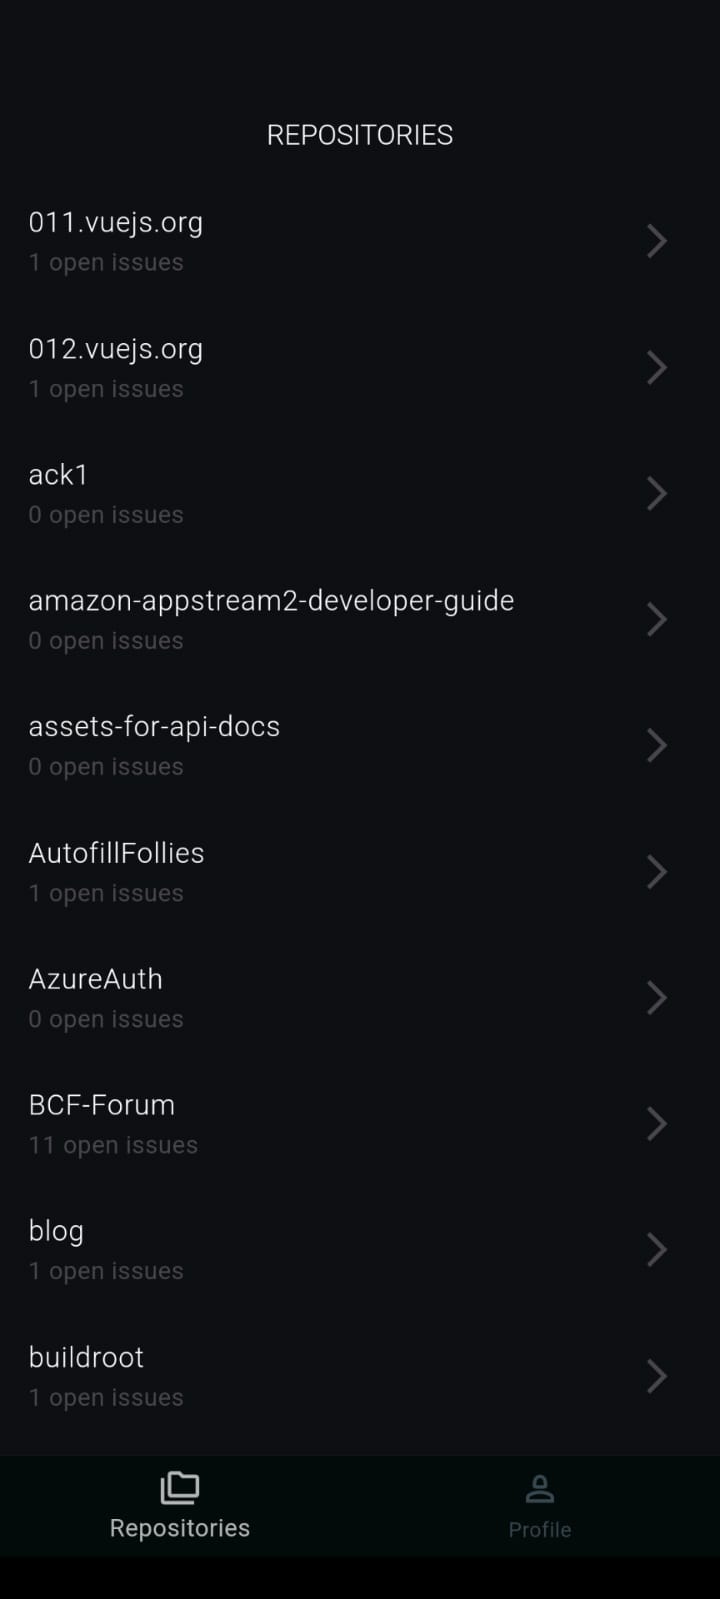 REPOSITORIES
011.vuejs.org
1 open issues
012.vuejs.org
1 open issues
ack1
0 open issues
amazon-appstream2-developer-guide
0 open issues
assets-for-api-docs
0 open issues
AutofillFollies
1 open issues
AzureAuth
0 open issues
BCF-Forum
11 open issues
blog
1 open issues
buildroot
1 open issues
Repositories
Profile